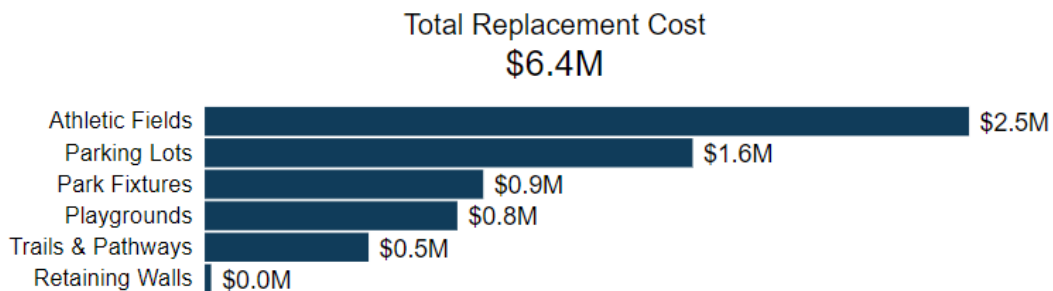 Total Replacement Cost
$6.4M
Athletic Fields $2.5M
Parking Lots $1.6M
Park Fixtures $0.9M
Playgrounds $0.8M
Trails & Pathways $0.5M
Retaining Walls $0.0M